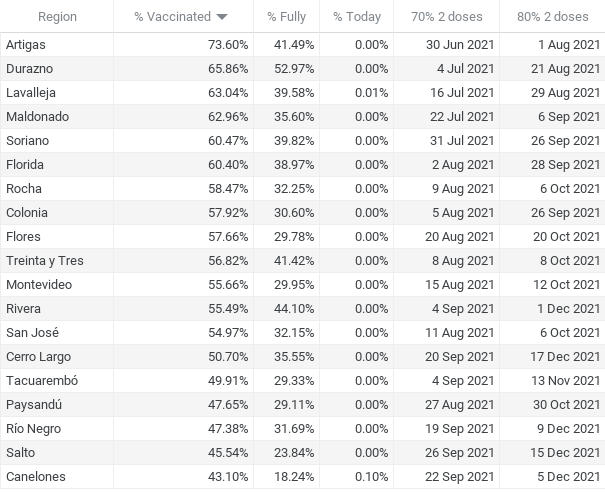 Region % Vaccinated % Fully % Today 70% 2 doses 80% 2 doses
Artigas 73.60% 41.49% 0.00% 30 Jun 2021 1 Aug 2021
Durazno 65.86% 52.97% 0.00% 4 Jul 2021 21 Aug 2021
Lavalleja 63.04% 39.58% 0.01% 16 Jul 2021 29 Aug 2021
Maldonado 62.96% 35.60% 0.00% 22 Jul 2021 6 Sep 2021
Soriano 60.47% 39.82% 0.00% 31 Jul 2021 26 Sep 2021
Florida 60.40% 38.97% 0.00% 2 Aug 2021 28 Sep 2021
Rocha 58.47% 32.25% 0.00% 9 Aug 2021 6 Oct 2021
Colonia 57.92% 30.60% 0.00% 5 Aug 2021 26 Sep 2021
Flores 57.66% 29.78% 0.00% 20 Aug 2021 20 Oct 2021
Treinta y Tres 56.82% 41.42% 0.00% 8 Aug 2021 8 Oct 2021
Montevideo 55.66% 29.95% 0.00% 15 Aug 2021 12 Oct 2021
Rivera 55.49% 44.10% 0.00% 4 Sep 2021 1 Dec 2021
San José 54.97% 32.15% 0.00% 11 Aug 2021 6 Oct 2021
Cerro Largo 50.70% 35.55% 0.00% 20 Sep 2021 17 Dec 2021
Tacuarembó 49.91% 29.33% 0.00% 4 Sep 2021 13 Nov 2021
Paysandú 47.65% 29.11% 0.00% 27 Aug 2021 30 Oct 2021
Río Negro 47.38% 31.69% 0.00% 19 Sep 2021 9 Dec 2021
Salto 45.54% 23.84% 0.00% 26 Sep 2021 15 Dec 2021
Canelones 43.10% 18.24% 0.10% 22 Sep 2021 5 Dec 2021